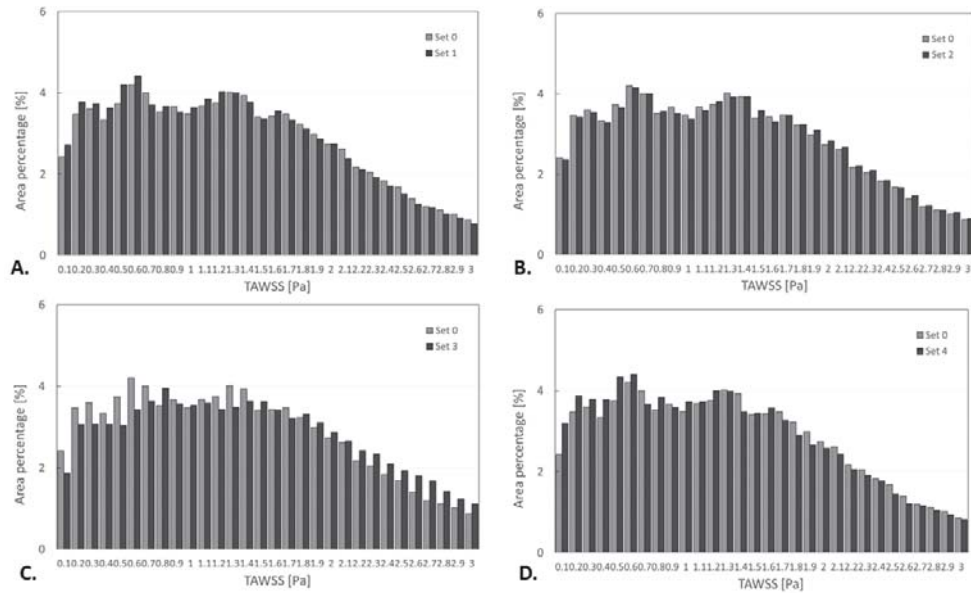 6
4
2
0
Area percentage [%]
Set 0
Set 1
0.10.20.30.40.50.60.70.80.9 1 1.11.21.31.41.51.61.71.81.9 2 2.12.22.32.42.52.62.72.82.9 3
TAWSS [Pa]
A.
6
4
2
0
Area percentage [%]
Set 0
Set 2
0.10.20.30.40.50.60.70.80.9 1 1.11.21.31.41.51.61.71.81.9 2 2.12.22.32.42.52.62.72.82.9 3
TAWSS [Pa]
B.
6
4
2
0
Area percentage [%]
Set 0
Set 3
0.10.20.30.40.50.60.70.80.9 1 1.11.21.31.41.51.61.71.81.9 2 2.12.22.32.42.52.62.72.82.9 3
TAWSS [Pa]
C.
6
4
2
0
Area percentage [%]
Set 0
Set 4
0.10.20.30.40.50.60.70.80.9 1 1.11.21.31.41.51.61.71.81.9 2 2.12.22.32.42.52.62.72.82.9 3
TAWSS [Pa]
D.